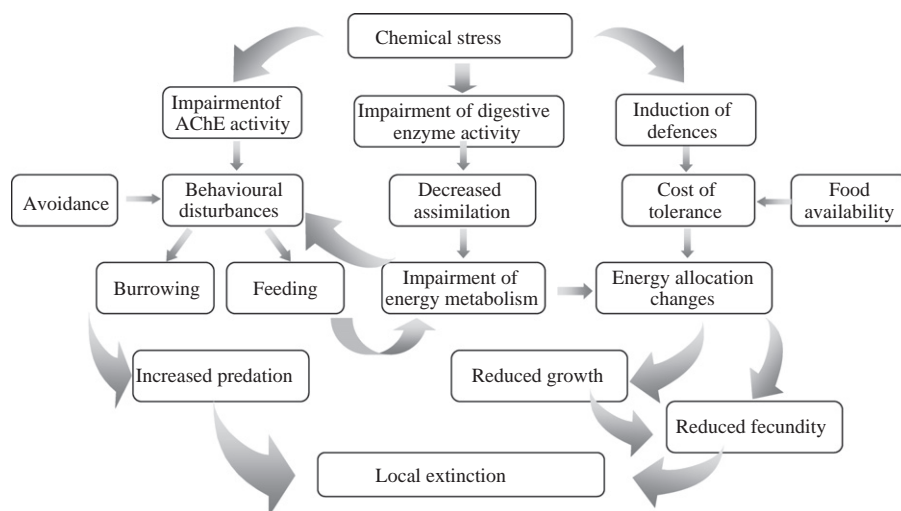 Chemical stress
Impairmentof
AChE activity
Impairment of digestive
enzyme activity
Induction of
defences
Avoidance
Behavioural
disturbances
Decreased
assimilation
Cost of
tolerance
Food
availability
Burrowing
Feeding
Impairment of
energy metabolism
Energy allocation
changes
Increased predation
Reduced growth
Reduced fecundity
Local extinction